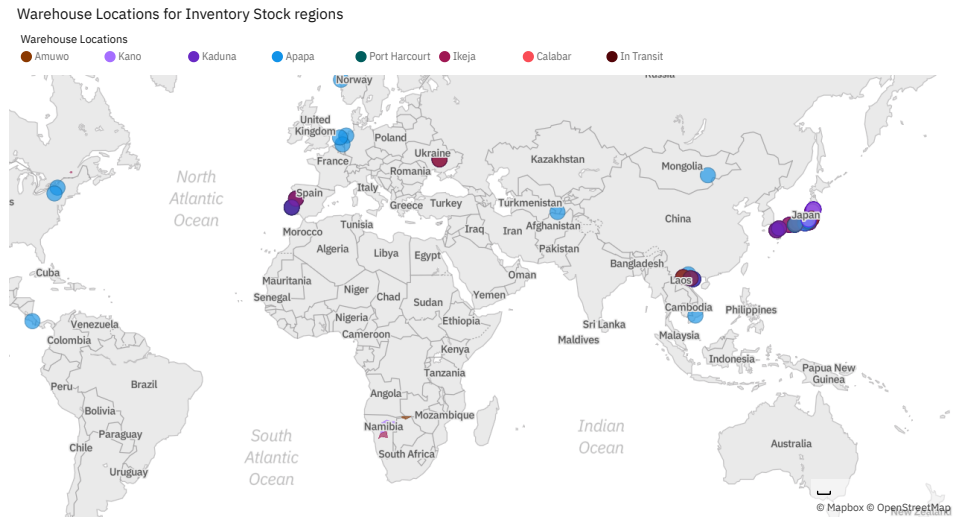 Warehouse Locations for Inventory Stock regions
Warehouse Locations
Amuwo Kano Kaduna Apapa Port Harcourt Ikeja Calabar In Transit
Russia
Norway
United
Kingdom
Poland
Ukraine
Kazakhstan
Mongolia
France
Romania
North
Atlantic
Ocean
s
Spain
Italy
Greece
Turkey
Turkmenistan
Japan
China
Morocco
Tunisia
Iraq
Iran
Afghanistan
Algeria
Libya
Egypt
Pakistan
Bangladesh
Cuba
Mauritania
Oman
Laos
Senegal
Niger
Chad
Sudan
Yemen
Cambodia
Philippines
Venezuela
Nigeria
Ethiopia
Sri Lanka
Colombia
Cameroon
Maldives
Malaysia
Kenya
Indonesia
Tanzania
Papua New
Guinea
Peru
Brazil
Angola
Bolivia
Mozambique
Namibia
Indian
Ocean
Paraguay
South
Atlantic
Ocean
Chile
South Africa
Australia
Uruguay
© Mapbox © OpenStreetMap
New Zealand